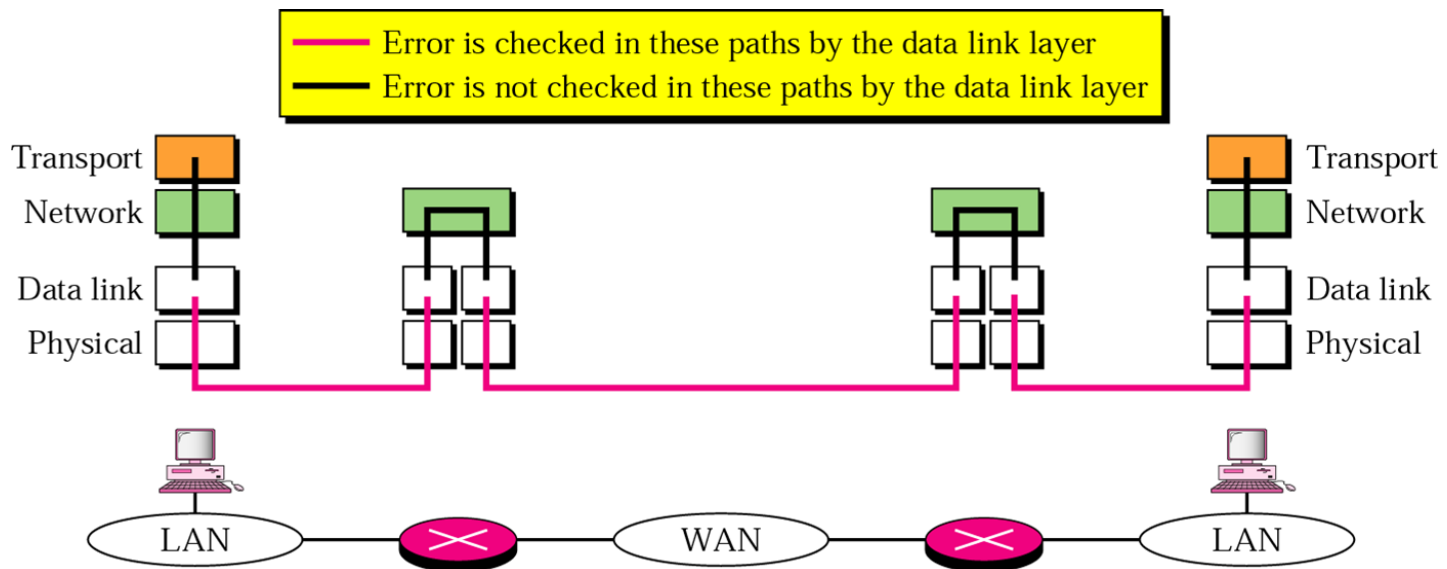 Error is checked in these paths by the data link layer
Error is not checked in these paths by the data link layer
Transport
Transport
Network
Network
Data link
Data link
Physical
Physical
LAN
WAN
LAN